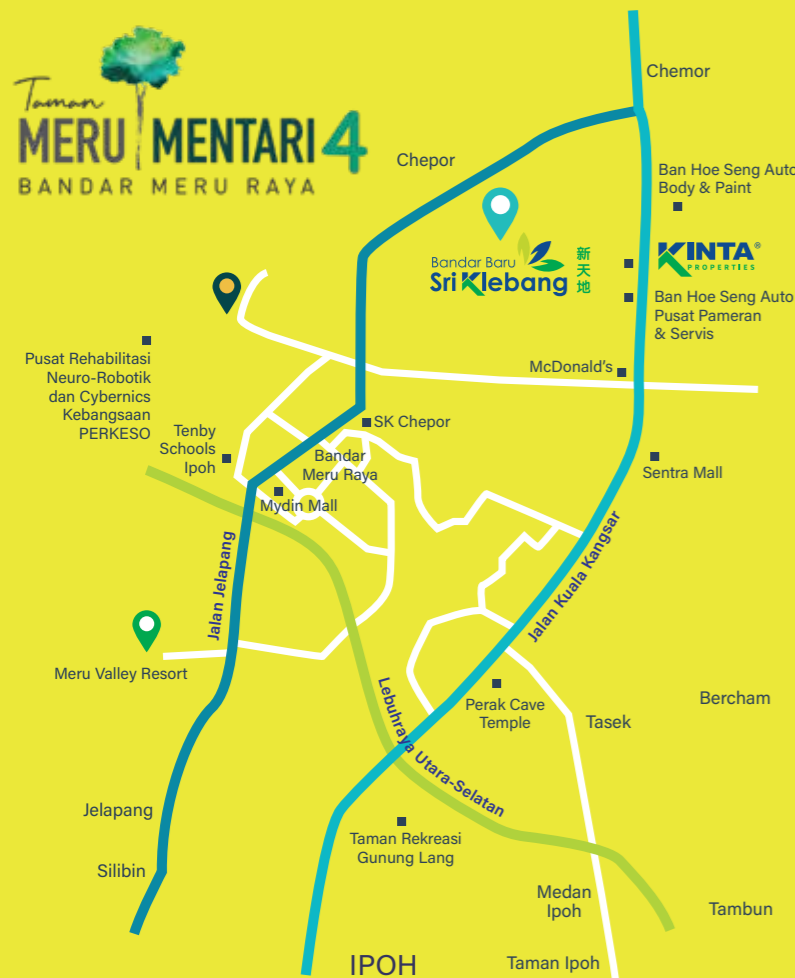 Taman
MERU MENTARI 4
BANDAR MERU RAYA
Chemor
Chepor
Ban Hoe Seng Auto
Body & Paint
Bandar Baru
Sri Klebang
新天地
KINTA®
PROPERTIES
Ban Hoe Seng Auto
Pusat Pameran
& Servis
McDonald's
Pusat Rehabilitasi
Neuro-Robotik
dan Cybernics
Kebangsaan
PERKESO
Tenby
Schools
Ipoh
SK Chepor
Bandar
Meru Raya
Mydin Mall
Sentra Mall
Jalan Jelapang
Jalan Kuala Kangsar
Meru Valley Resort
Lebuhraya Utara-Selatan
Perak Cave
Temple
Tasek
Bercham
Jelapang
Taman Rekreasi
Gunung Lang
Silibin
Medan
Ipoh
Tambun
IPOH
Taman Ipoh